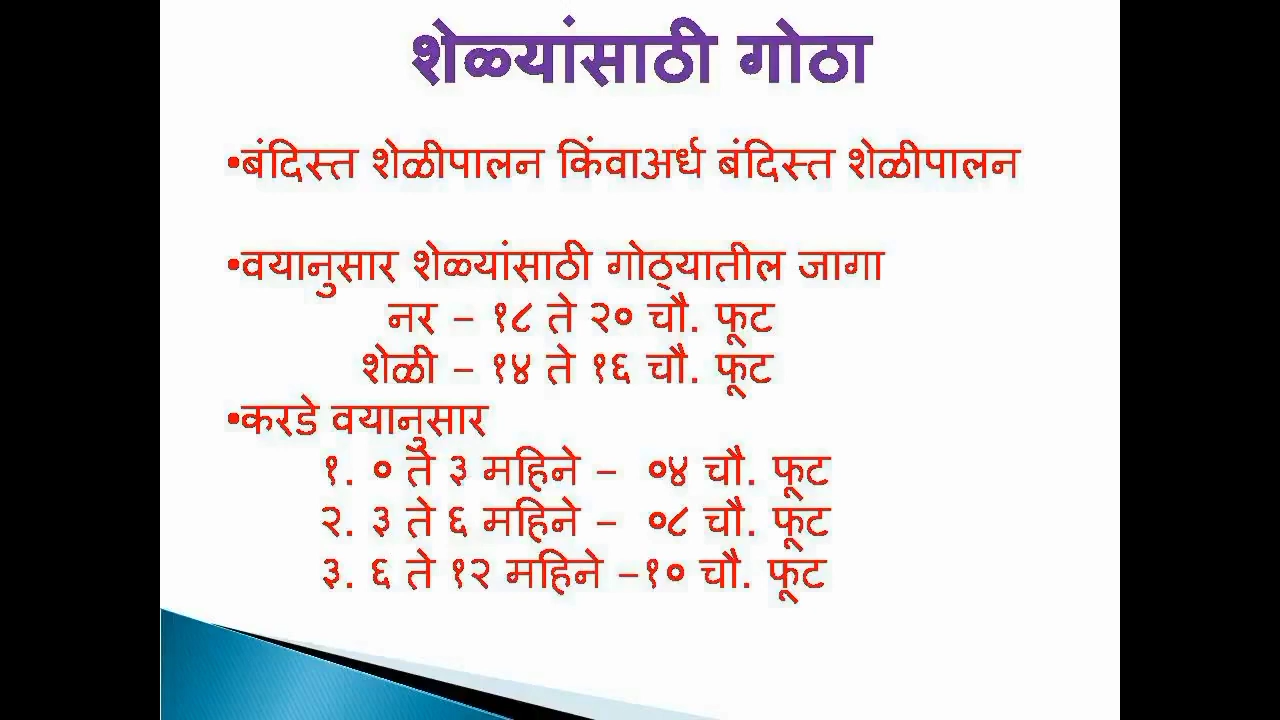 शेळ्यांसाठी गोठा
•बंदिस्त शेळीपालन किंवाअर्ध बंदिस्त शेळीपालन
•वयानुसार शेळ्यांसाठी गोठ्यातील जागा
नर – १८ ते २० चौ. फूट
शेळी – १४ ते १६ चौ. फूट
•करडे वयानुसार
१. ० ते ३ महिने – ०४ चौ. फूट
२. ३ ते ६ महिने – ०८ चौ. फूट
३. ६ ते १२ महिने –१० चौ. फूट